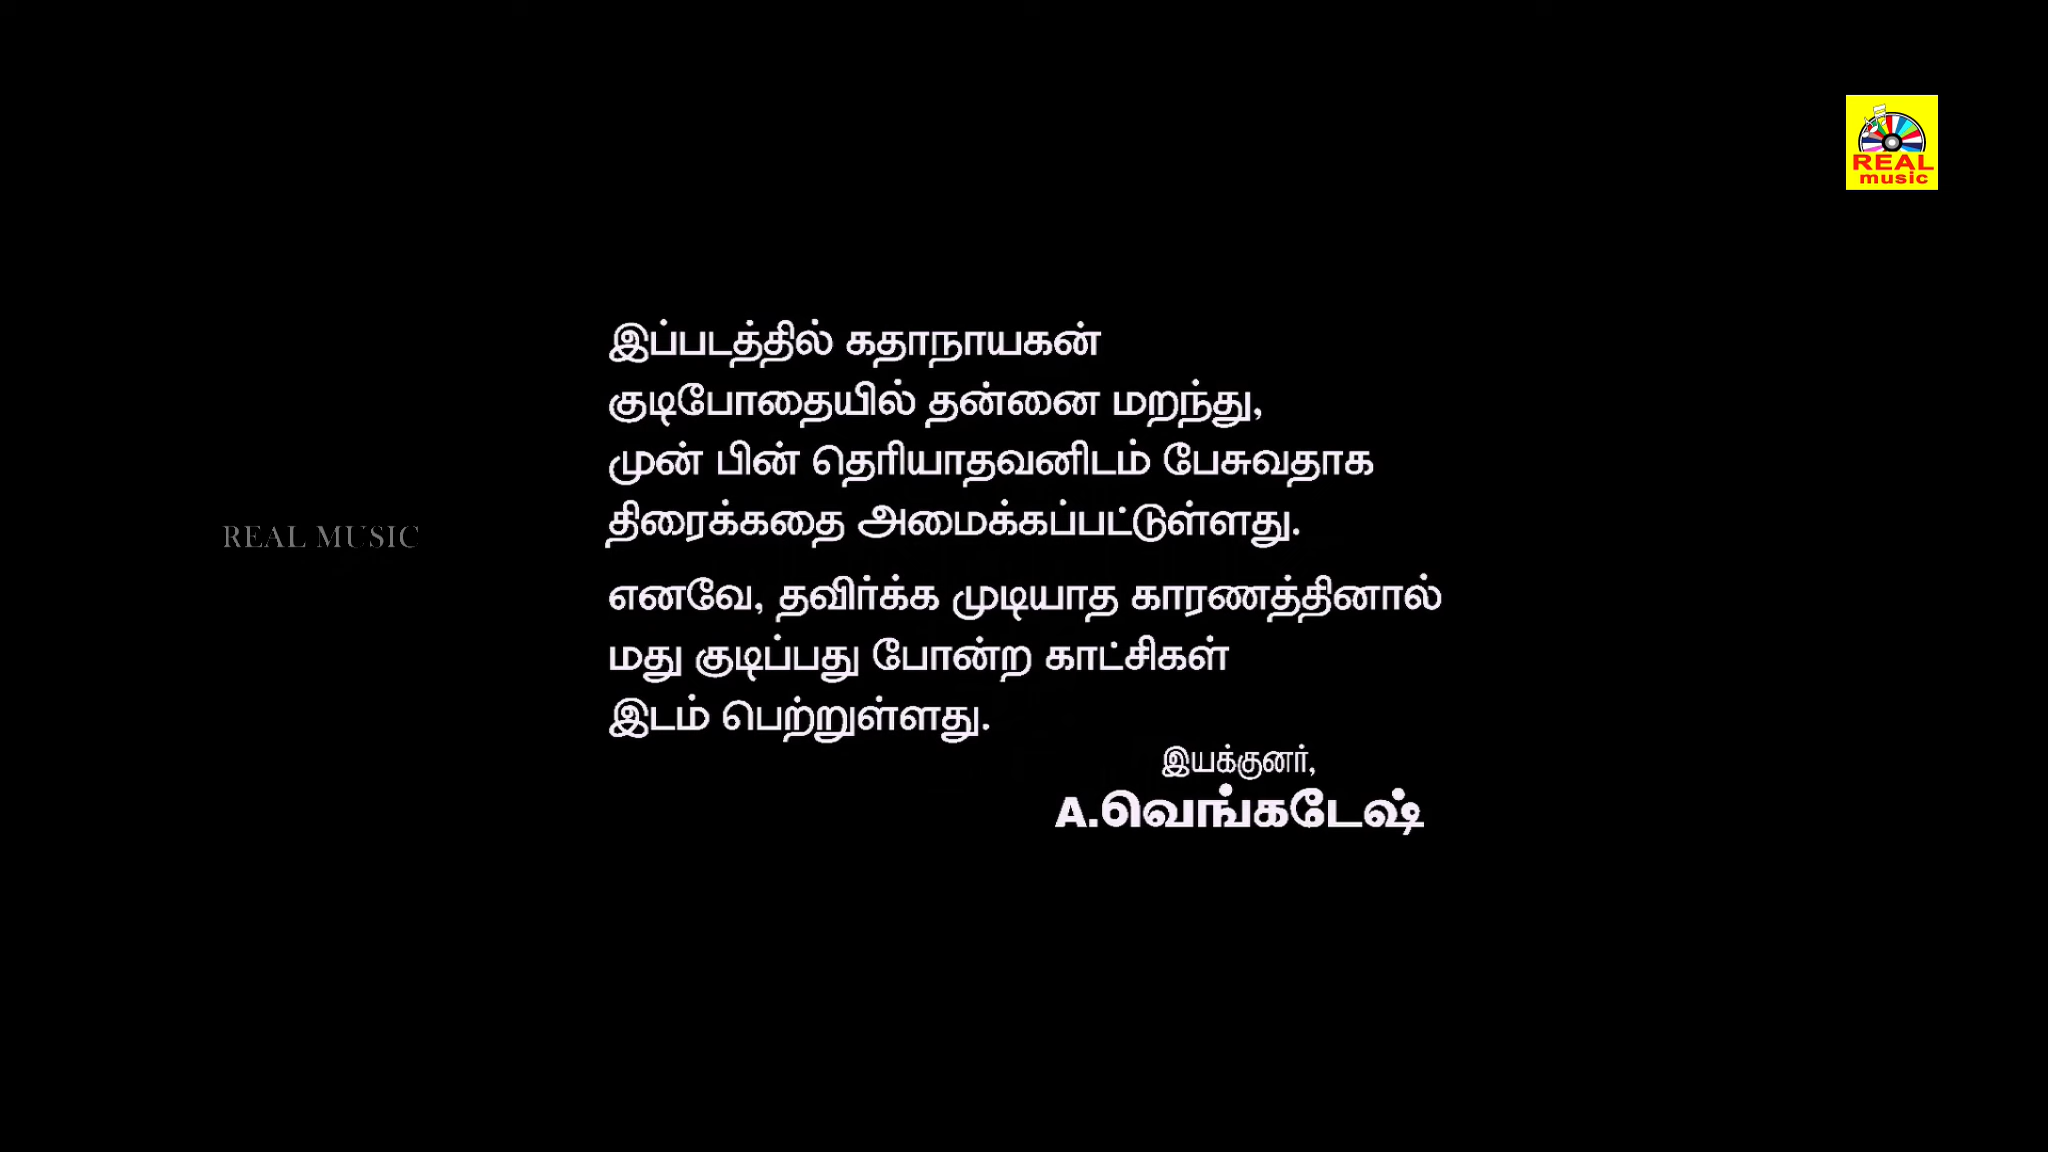 REAL
music
இப்படத்தில் கதாநாயகன்
குடிபோதையில் தன்னை மறந்து,
முன் பின் தெரியாதவனிடம் பேசுவதாக
திரைக்கதை அமைக்கப்பட்டுள்ளது.
REAL MUSIC
எனவே, தவிர்க்க முடியாத காரணத்தினால்
மது குடிப்பது போன்ற காட்சிகள்
இடம் பெற்றுள்ளது.
இயக்குனர்,
A.வெங்கடேஷ்